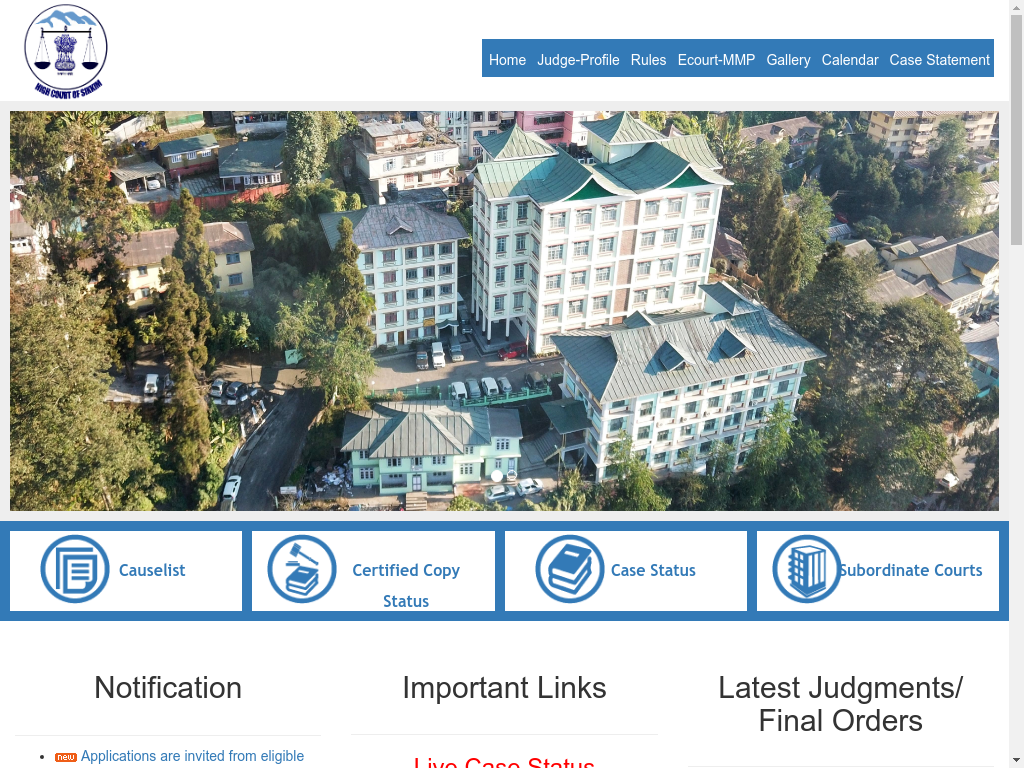 HIGH COURT OF SIKKIM
Home Judge-Profile Rules Ecourt-MMP Gallery Calendar Case Statement
Causelist
Certified Copy
Status
Case Status
Subordinate Courts
Notification
Important Links
Latest Judgments/
Final Orders
new Applications are invited from eligible
Live Case Status